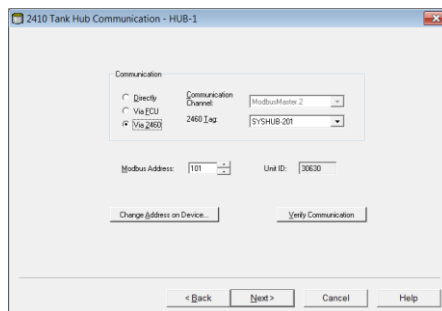 2410 Tank Hub Communication - HUB-1
Communication
Directly
Via FCU
Via 2460
Communication Channel:
ModbusMaster.2
2460 Tag:
SYSHUB-201
Modbus Address:
101
Unit ID:
30630
Change Address on Device...
Verify Communication
< Back
Next >
Cancel
Help